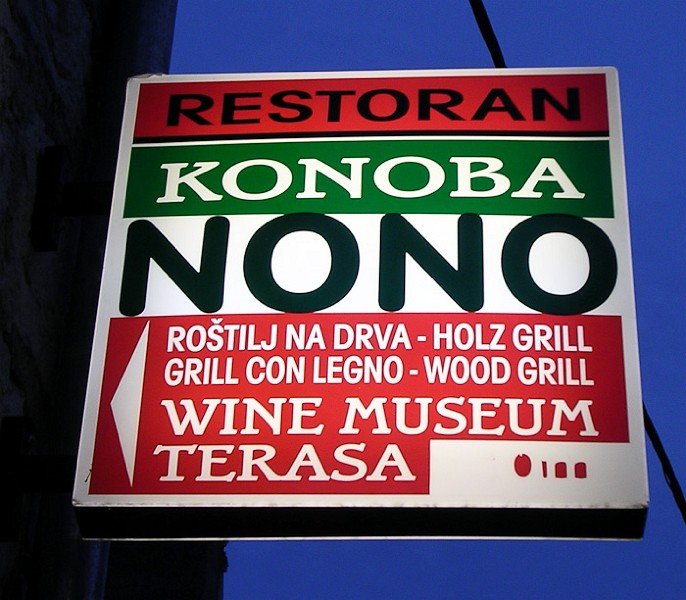 RESTORAN
KONOBA
NONO
ROŠTILJ NA DRVA - HOLZ GRILL
GRILL CON LEGNO - WOOD GRILL
WINE MUSEUM
TERASA